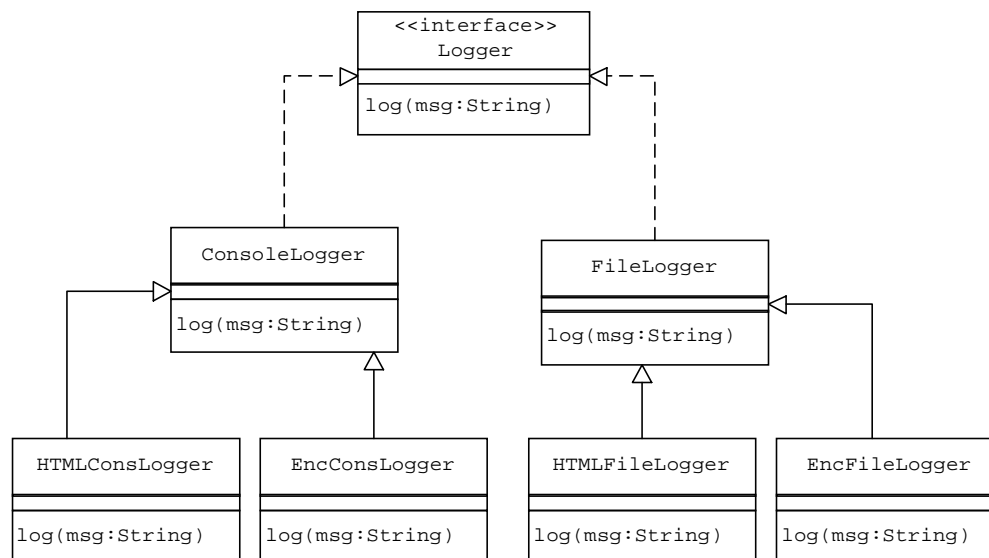 <<interface>>
Logger
log(msg:String)
ConsoleLogger
log(msg:String)
FileLogger
log(msg:String)
HTMLConsLogger
log(msg:String)
EncConsLogger
log(msg:String)
HTMLFileLogger
log(msg:String)
EncFileLogger
log(msg:String)